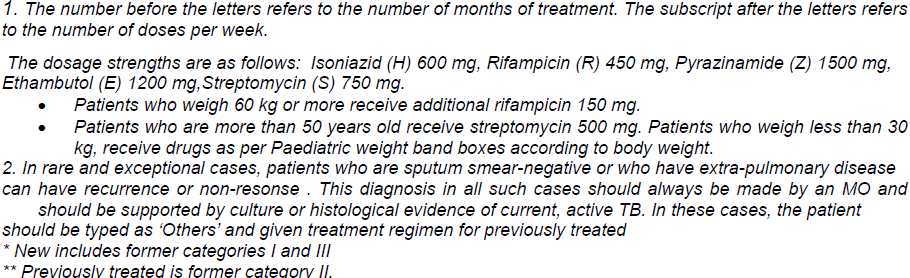 1. The number before the letters refers to the number of months of treatment. The subscript after the letters refers
to the number of doses per week.
The dosage strengths are as follows: Isoniazid (H) 600 mg, Rifampicin (R) 450 mg, Pyrazinamide (Z) 1500 mg,
Ethambutol (E) 1200 mg,Streptomycin (S) 750 mg.
• Patients who weigh 60 kg or more receive additional rifampicin 150 mg.
• Patients who are more than 50 years old receive streptomycin 500 mg. Patients who weigh less than 30
kg, receive drugs as per Paediatric weight band boxes according to body weight.
2. In rare and exceptional cases, patients who are sputum smear-negative or who have extra-pulmonary disease
can have recurrence or non-resonse . This diagnosis in all such cases should always be made by an MO and
should be supported by culture or histological evidence of current, active TB. In these cases, the patient
should be typed as ‘Others’ and given treatment regimen for previously treated
* New includes former categories I and III
** Previously treated is former category II.